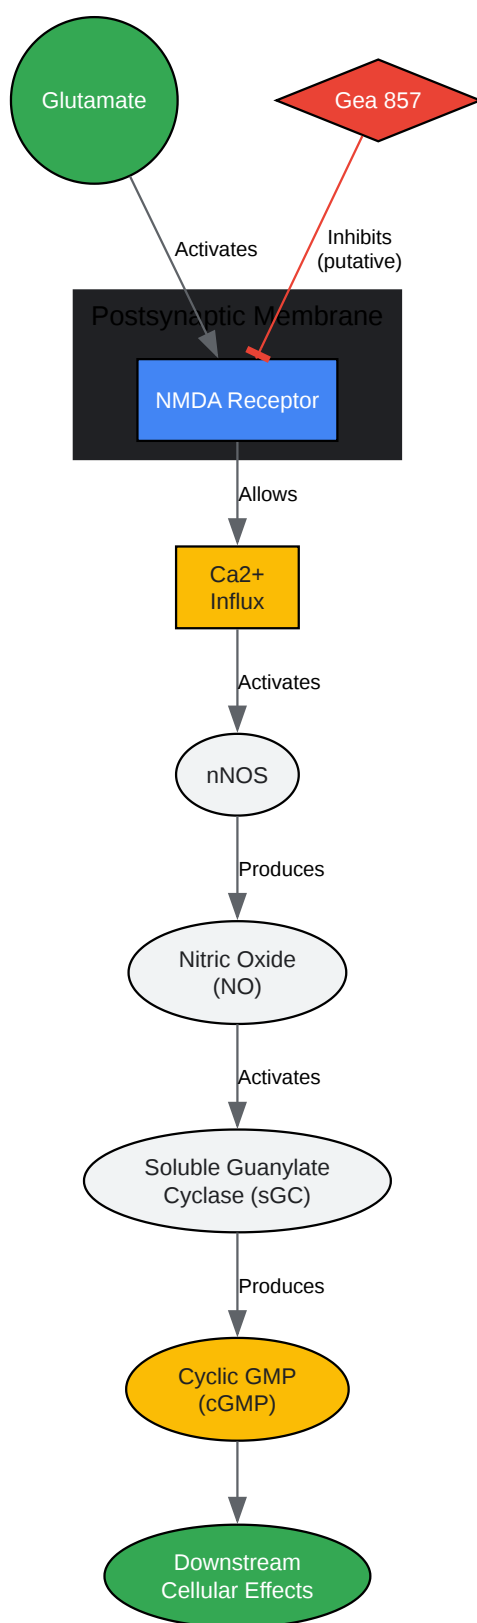 Glutamate
Gea 857
Activates
Inhibits
(putative)
Postsynaptic Membrane
NMDA Receptor
Allows
Ca2+
Influx
Activates
nNOS
Produces
Nitric Oxide
(NO)
Activates
Soluble Guanylate
Cyclase (sGC)
Produces
Cyclic GMP
(cGMP)
Downstream
Cellular Effects